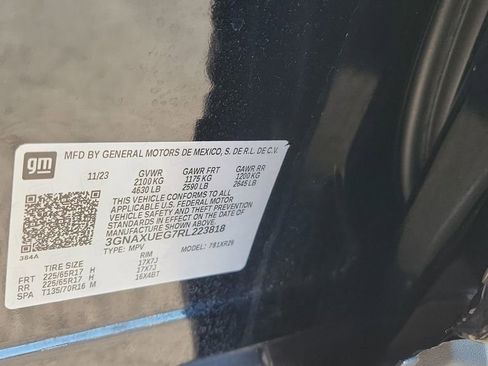 gm
MFD BY GENERAL MOTORS DE MEXICO, S. DE R.L. DE C.V.
11/23 GVWR GAWR FRT GAWR RR
2100 KG 1175 KG 1200 KG
4630 LB 2590 LB 2645 LB
THIS VEHICLE CONFORMS TO ALL
APPLICABLE U.S. FEDERAL MOTOR
VEHICLE SAFETY, BUMPER, AND
THEFT PREVENTION STANDARDS
IN EFFECT ON THE DATE OF
MANUFACTURE SHOWN ABOVE.
3GNAXUEG7RL223818
TYPE: MPV MODEL: 781XR26
384A
TIRE SIZE RIM
FRT 225/65R17 H 17X7J
RR 225/65R17 H 17X7J
SPA T135/70R16 M 16X4BT